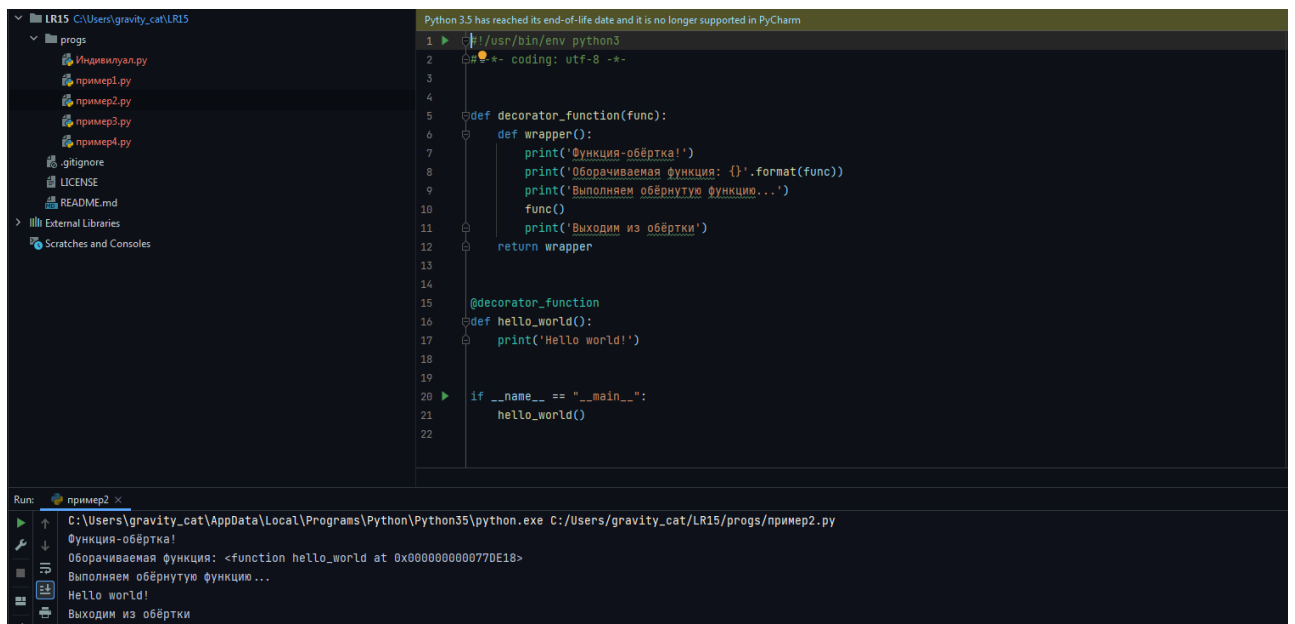 LR15 C:\Users\gravity_cat\LR15
progs
Индивилуал.py
пример1.py
пример2.py
пример3.py
пример4.py
.gitignore
LICENSE
README.md
External Libraries
Scratches and Consoles
Python 3.5 has reached its end-of-life date and it is no longer supported in PyCharm
1 #!/usr/bin/env python3
2 # -*- coding: utf-8 -*-
3
4
5 def decorator_function(func):
6     def wrapper():
7         print('Функция-обёртка!')
8         print('Оборачиваемая функция: {}'.format(func))
9         print('Выполняем обёрнутую функцию...')
10         func()
11         print('Выходим из обёртки')
12     return wrapper
13
14
15 @decorator_function
16 def hello_world():
17     print('Hello world!')
18
19
20 if __name__ == "__main__":
21     hello_world()
22
Run: пример2
C:\Users\gravity_cat\AppData\Local\Programs\Python\Python35\python.exe C:/Users/gravity_cat/LR15/progs/пример2.py
Функция-обёртка!
Оборачиваемая функция: <function hello_world at 0x000000000077DE18>
Выполняем обёрнутую функцию...
Hello world!
Выходим из обёртки